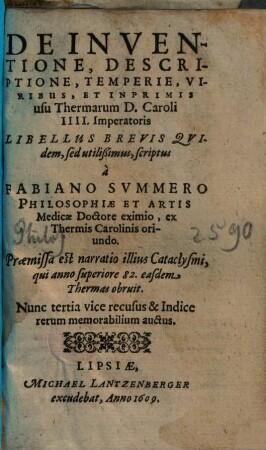 DE INVEN-
TIONE, DESCRI-
PTIONE, TEMPERIE, VI-
RIBUS, ET INPRIMIS
usu Thermarum D. Caroli
IIII. Imperatoris
LIBELLUS BREVIS QVI-
dem, sed utilißimus, scriptus
à
FABIANO SVMMERO
PHILOSOPHIÆ ET ARTIS
Medicæ Doctore eximio, ex
Thermis Carolinis ori-
undo.
Philos
2590
Præmissa est narratio illius Cataclysmi,
qui anno superiore 82. easdem
Thermas obruit.
Nunc tertia vice recusus & Indice
rerum memorabilium auctus.
LIPSIÆ,
MICHAEL LANTZENBERGER
excudebat, Anno 1609.